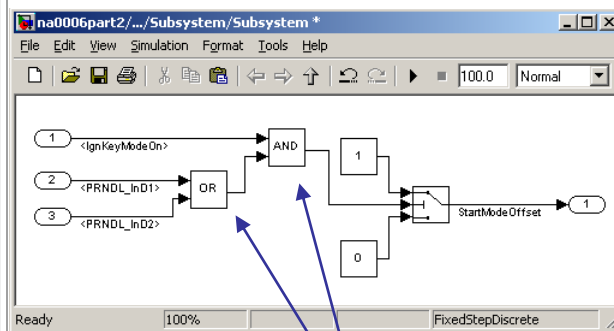 na0006part2/.../Subsystem/Subsystem *
File Edit View Simulation Format Tools Help
100.0 Normal
1 <IgnKeyModeOn> AND 1
2 <PRNDL_InD1> OR
3 <PRNDL_InD2> StartModeOffset 1
0
Ready 100% FixedStepDiscrete